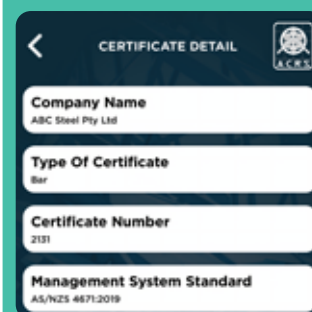 CERTIFICATE DETAIL
ACRS
Company Name
ABC Steel Pty Ltd
Type Of Certificate
Bar
Certificate Number
2131
Management System Standard
AS/NZS 4671:2019